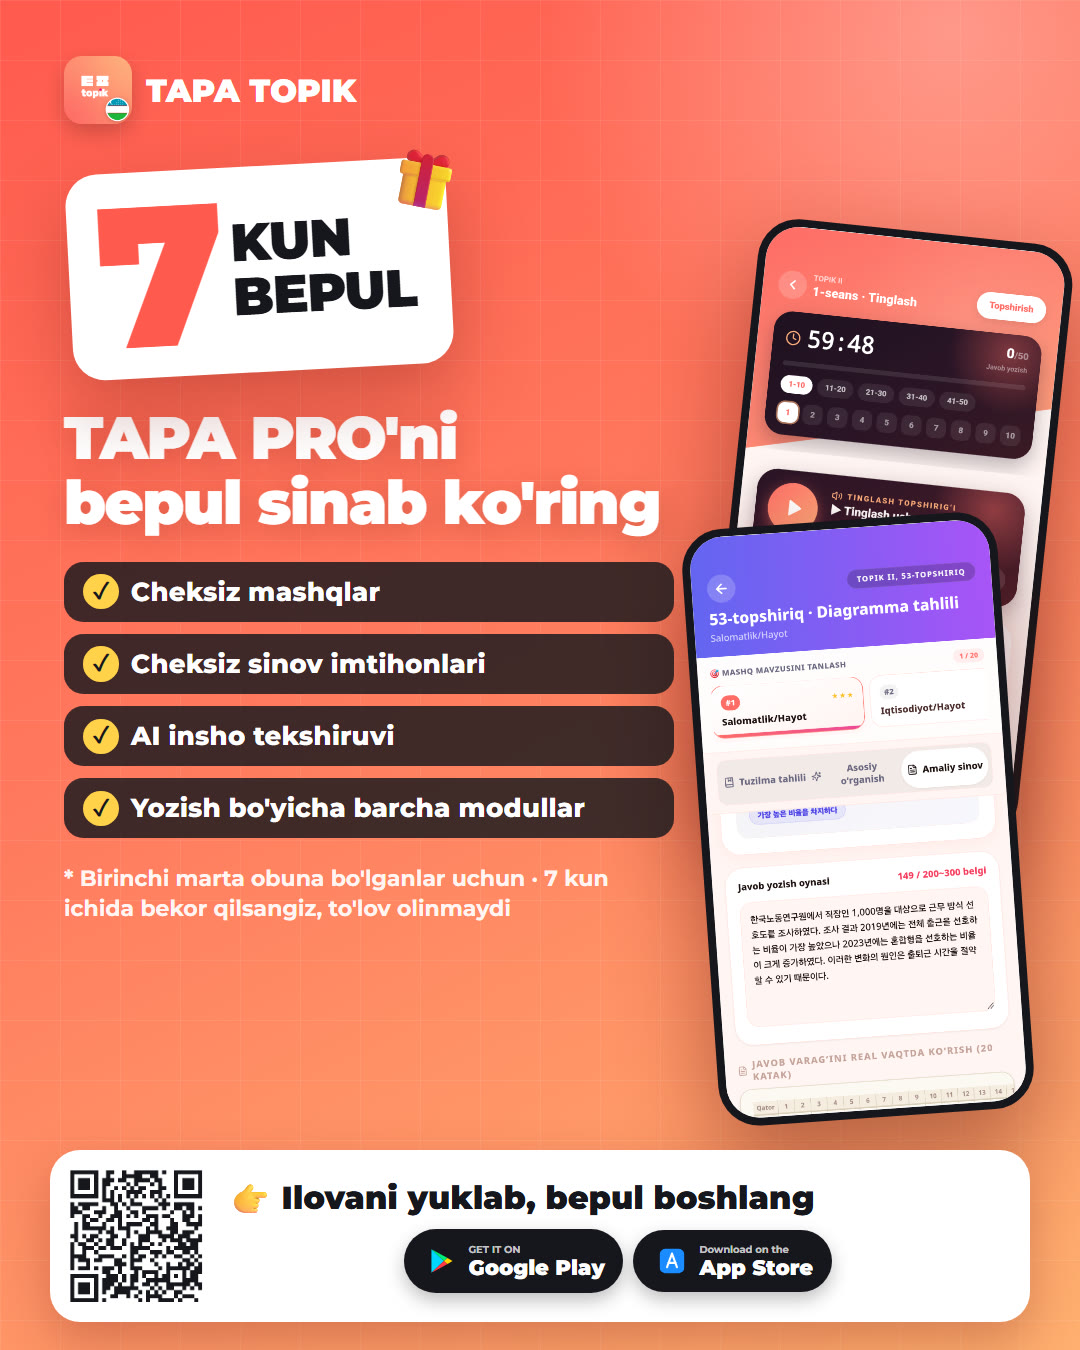 topik
TAPA TOPIK
7 KUN
BEPUL
TAPA PRO'ni
bepul sinab ko'ring
✓ Cheksiz mashqlar
✓ Cheksiz sinov imtihonlari
✓ AI insho tekshiruvi
✓ Yozish bo'yicha barcha modullar
* Birinchi marta obuna bo'lganlar uchun · 7 kun
ichida bekor qilsangiz, to'lov olinmaydi
TOPIK II
1-seans · Tinglash
Topshirish
59:48
0/50
Javob yozish
1-10 11-20 21-30 31-40 41-50
1 2 3 4 5 6 7 8 9 10
TINGLASH TOPSHIRIG'I
▶ Tinglash
TOPIK II, 53-TOPSHIRIQ
53-topshiriq · Diagramma tahlili
Salomatlik/Hayot
MASHQ MAVZUSINI TANLASH
1 / 20
#1 ★★★
Salomatlik/Hayot
#2
Iqtisodiyot/Hayot
Tuzilma tahlili
Asosiy
o'rganish
Amaliy sinov
가장 높은 비율을 차지하다
Javob yozish oynasi
149 / 200~300 belgi
한국노동연구원에서 직장인 1,000명을 대상으로 근무 방식 선
호도를 조사하였다. 조사 결과 2019년에는 전체 출근을 선호하
는 비율이 가장 높았으나 2023년에는 혼합형을 선호하는 비율
이 크게 증가하였다. 이러한 변화의 원인은 출퇴근 시간을 절약
할 수 있기 때문이다.
JAVOB VARAG'INI REAL VAQTDA KO'RISH (20
KATAK)
Qator 1 2 3 4 5 6 7 8 9 10 11 12 13 14
Ilovani yuklab, bepul boshlang
GET IT ON
Google Play
Download on the
App Store